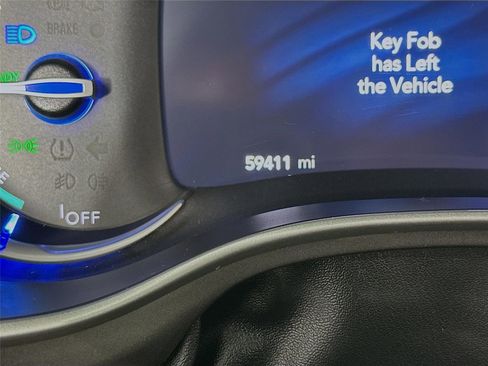 BRAKE
Key Fob
has Left
the Vehicle
59411 mi
OFF